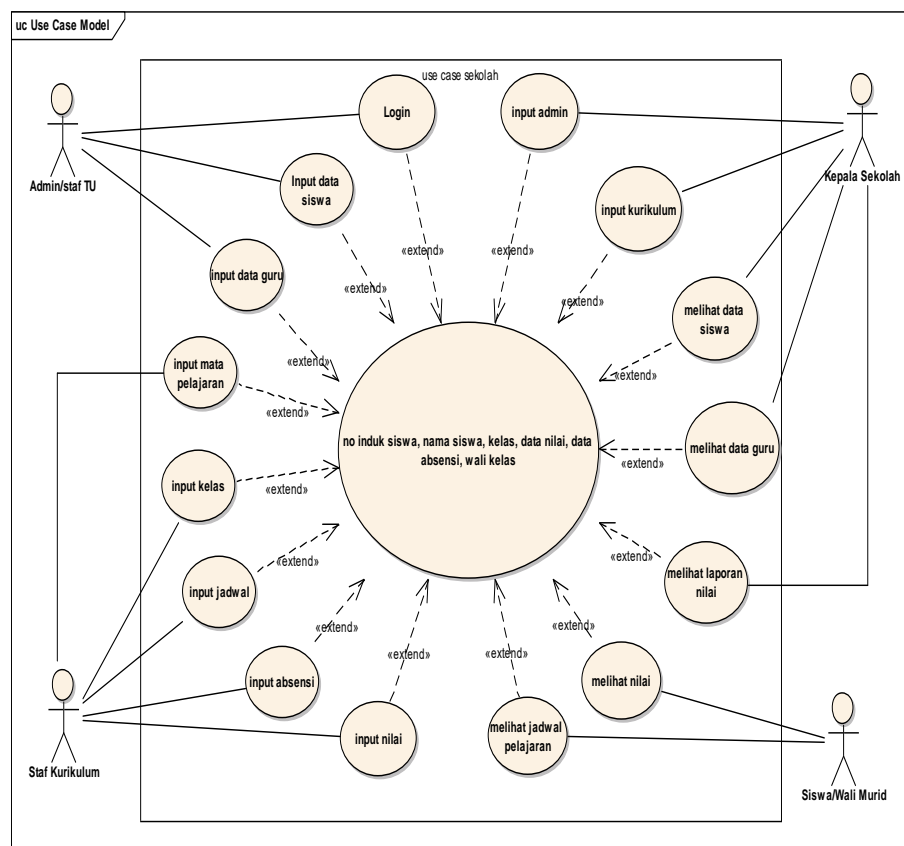 uc Use Case Model
use case sekolah
Login
input admin
Admin/staf TU
Kepala Sekolah
Input data
siswa
input kurikulum
«extend»
«extend»
input data guru
«extend»
«extend»
melihat data
siswa
«extend»
input mata
pelajaran
«extend»
«extend»
no induk siswa, nama siswa, kelas, data nilai, data
absensi, wali kelas
melihat data guru
«extend»
input kelas
«extend»
«extend»
melihat laporan
nilai
input jadwal
«extend»
«extend»
«extend»
«extend»
«extend»
input absensi
melihat nilai
input nilai
melihat jadwal
pelajaran
Staf Kurikulum
Siswa/Wali Murid